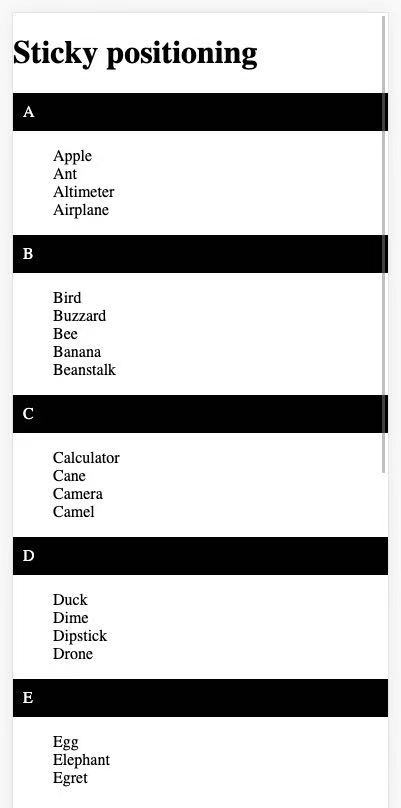 Sticky positioning
A
Apple
Ant
Altimeter
Airplane
B
Bird
Buzzard
Bee
Banana
Beanstalk
C
Calculator
Cane
Camera
Camel
D
Duck
Dime
Dipstick
Drone
E
Egg
Elephant
Egret